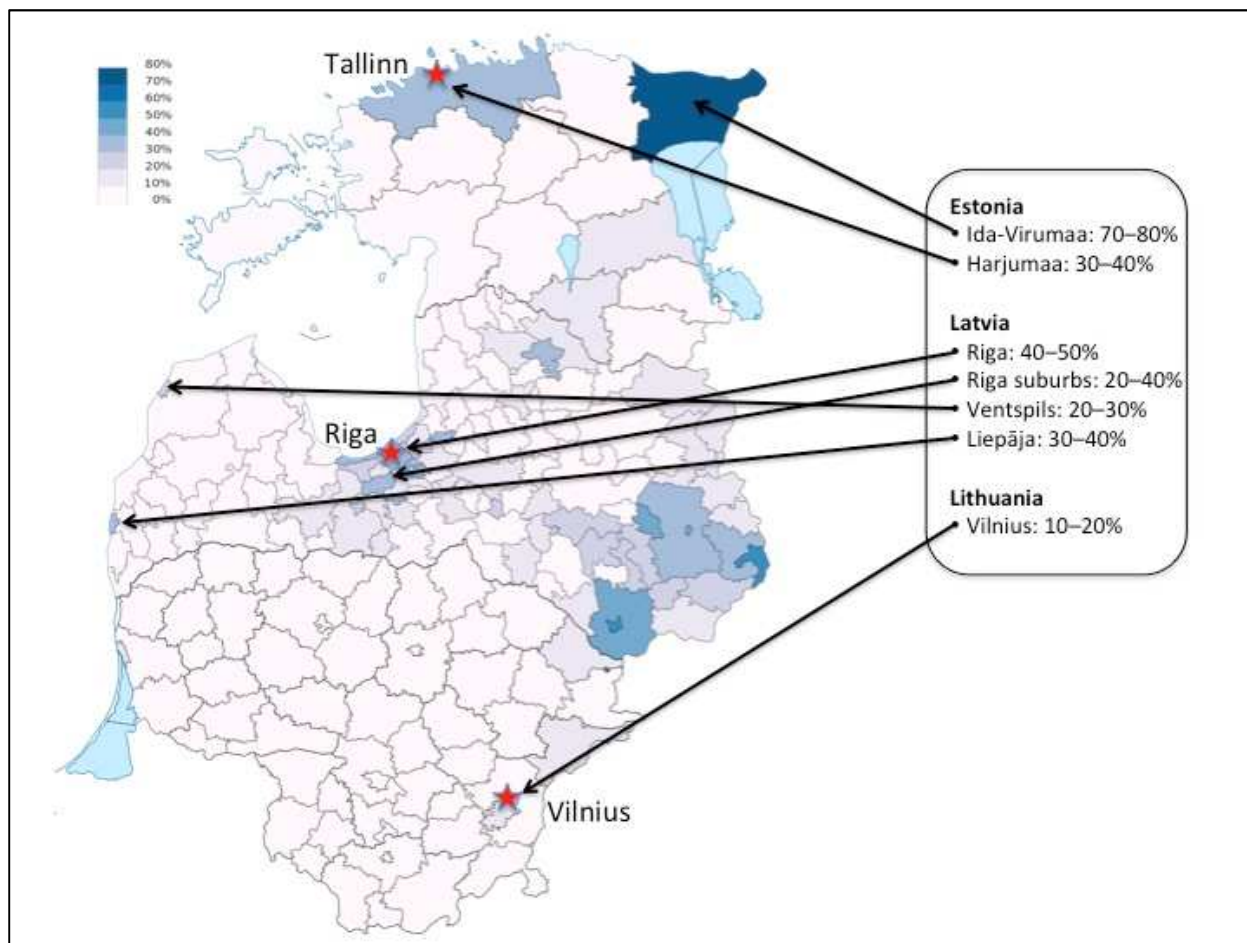 Tallinn
80%
70%
60%
50%
40%
30%
20%
10%
0%
Estonia
Ida-Virumaa: 70–80%
Harjumaa: 30–40%
Latvia
Riga: 40–50%
Riga suburbs: 20–40%
Ventspils: 20–30%
Liepāja: 30–40%
Riga
Lithuania
Vilnius: 10–20%
Vilnius